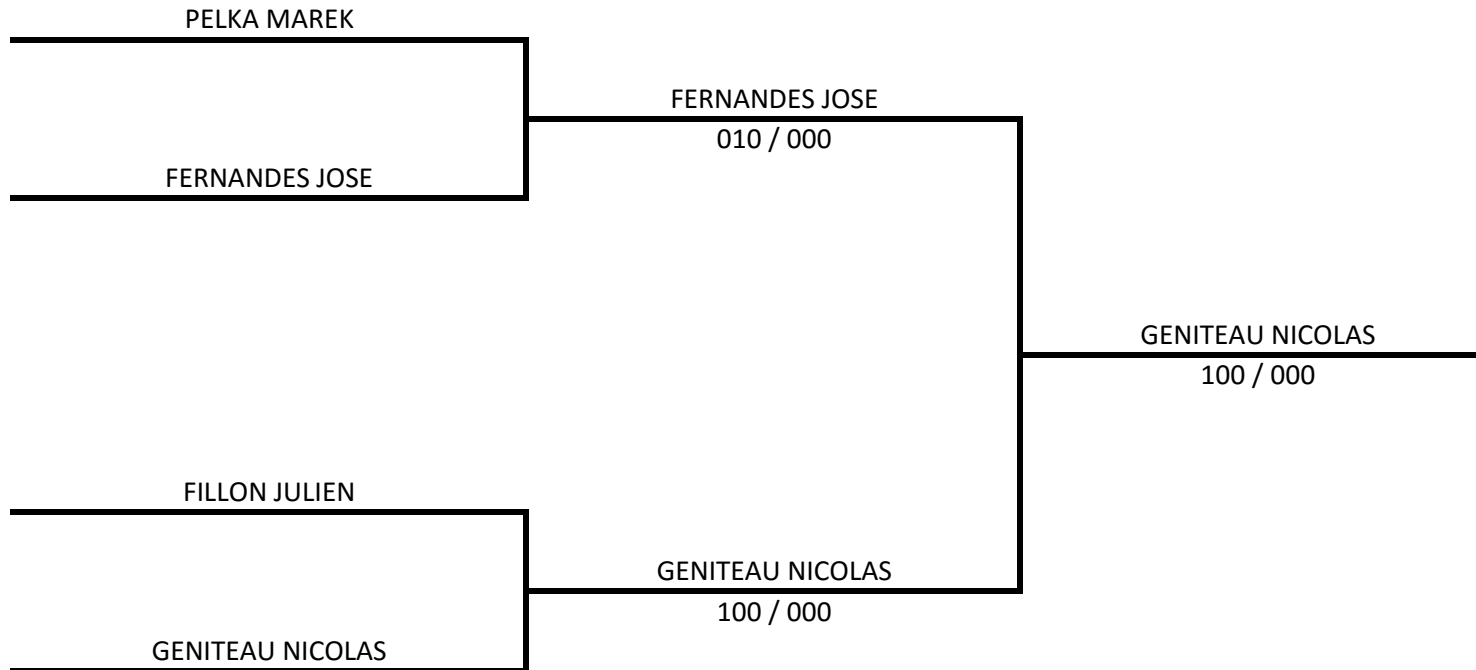 PELKA MAREK
FERNANDES JOSE
010 / 000
FERNANDES JOSE
GENITEAU NICOLAS
100 / 000
FILLON JULIEN
GENITEAU NICOLAS
100 / 000
GENITEAU NICOLAS